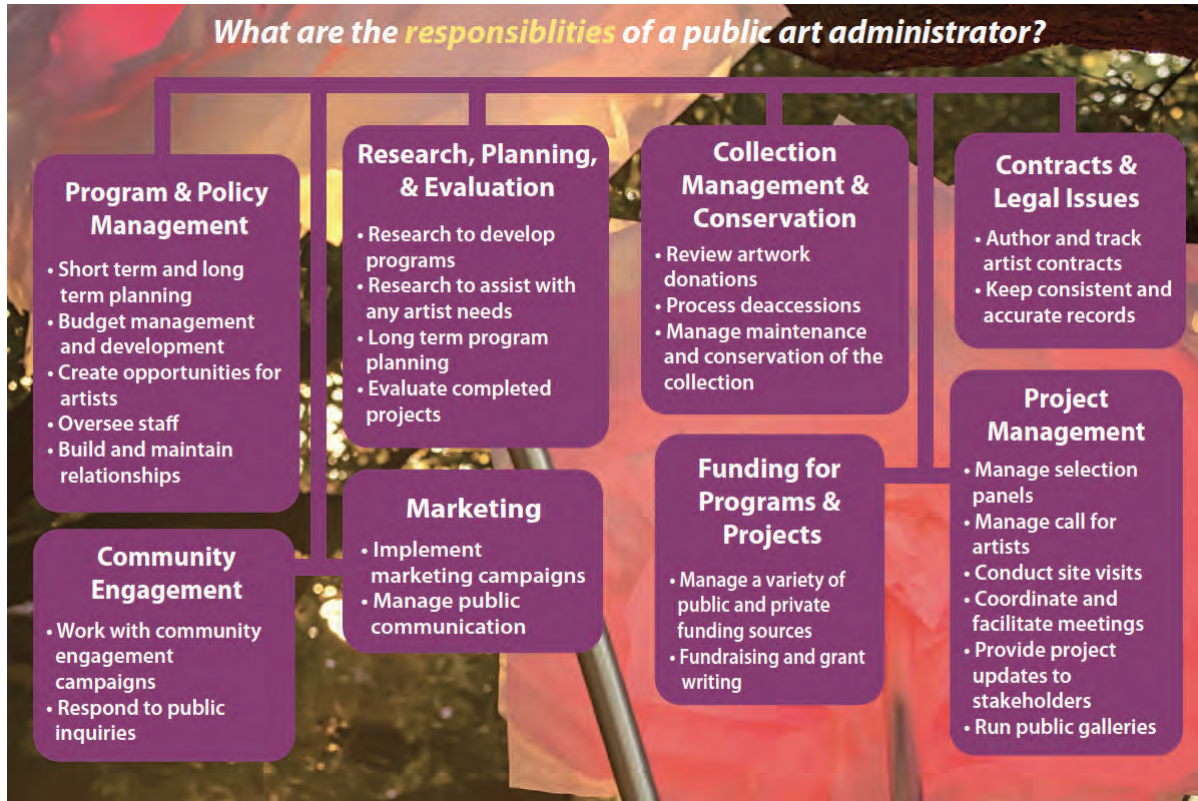 What are the responsiblities of a public art administrator?
Program & Policy
Management
• Short term and long
term planning
• Budget management
and development
• Create opportunities for
artists
• Oversee staff
• Build and maintain
relationships
Community
Engagement
• Work with community
engagement
campaigns
• Respond to public
inquiries
Research, Planning,
& Evaluation
• Research to develop
programs
• Research to assist with
any artist needs
• Long term program
planning
• Evaluate completed
projects
Marketing
• Implement
marketing campaigns
• Manage public
communication
Collection
Management &
Conservation
• Review artwork
donations
• Process deaccessions
• Manage maintenance
and conservation of the
collection
Funding for
Programs &
Projects
• Manage a variety of
public and private
funding sources
• Fundraising and grant
writing
Contracts &
Legal Issues
• Author and track
artist contracts
• Keep consistent and
accurate records
Project
Management
• Manage selection
panels
• Manage call for
artists
• Conduct site visits
• Coordinate and
facilitate meetings
• Provide project
updates to
stakeholders
• Run public galleries